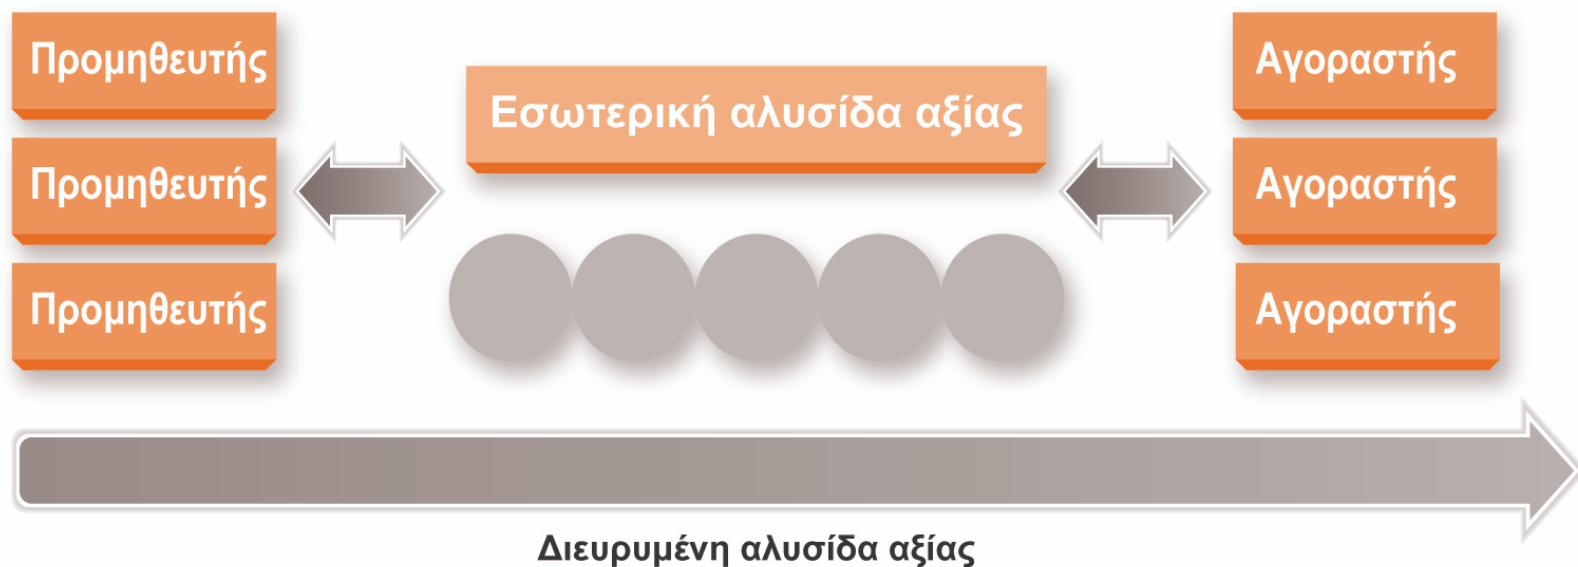 Προμηθευτής
Προμηθευτής
Προμηθευτής
Εσωτερική αλυσίδα αξίας
Αγοραστής
Αγοραστής
Αγοραστής
Διευρυμένη αλυσίδα αξίας